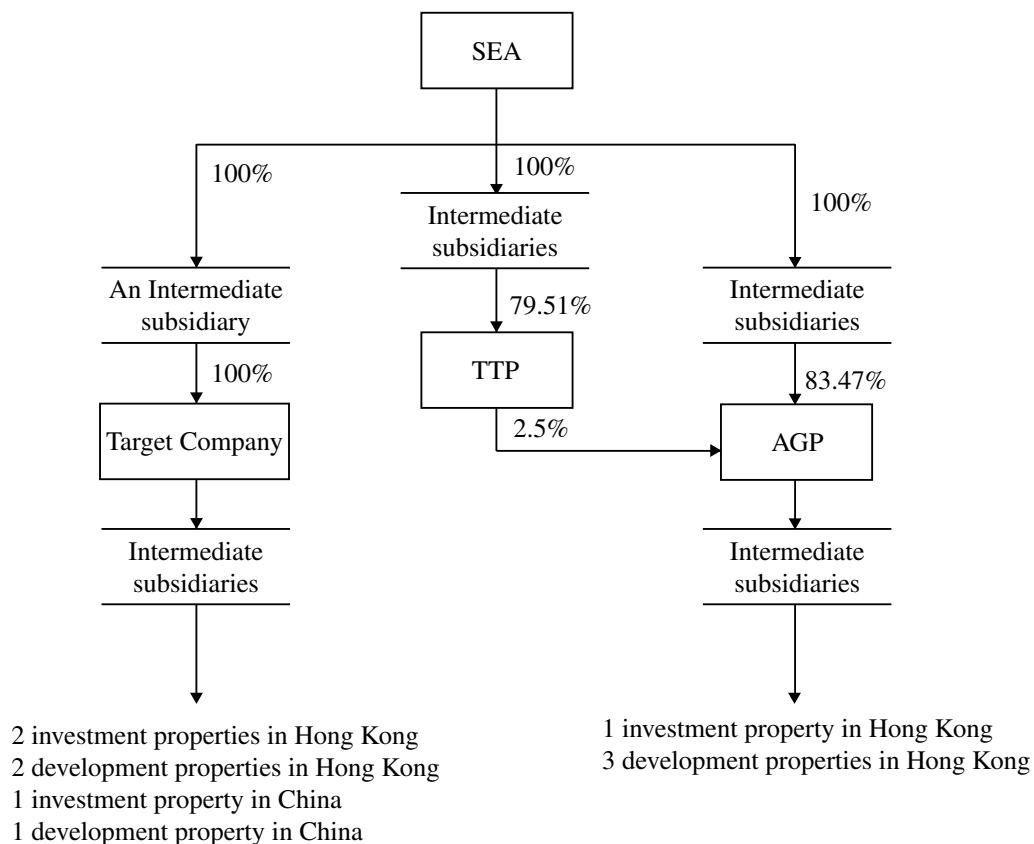 SEA
100%
100%
100%
Intermediate
subsidiaries
An Intermediate
subsidiary
79.51%
Intermediate
subsidiaries
TTP
100%
83.47%
2.5%
Target Company
AGP
Intermediate
subsidiaries
Intermediate
subsidiaries
2 investment properties in Hong Kong
2 development properties in Hong Kong
1 investment property in China
1 development property in China
1 investment property in Hong Kong
3 development properties in Hong Kong